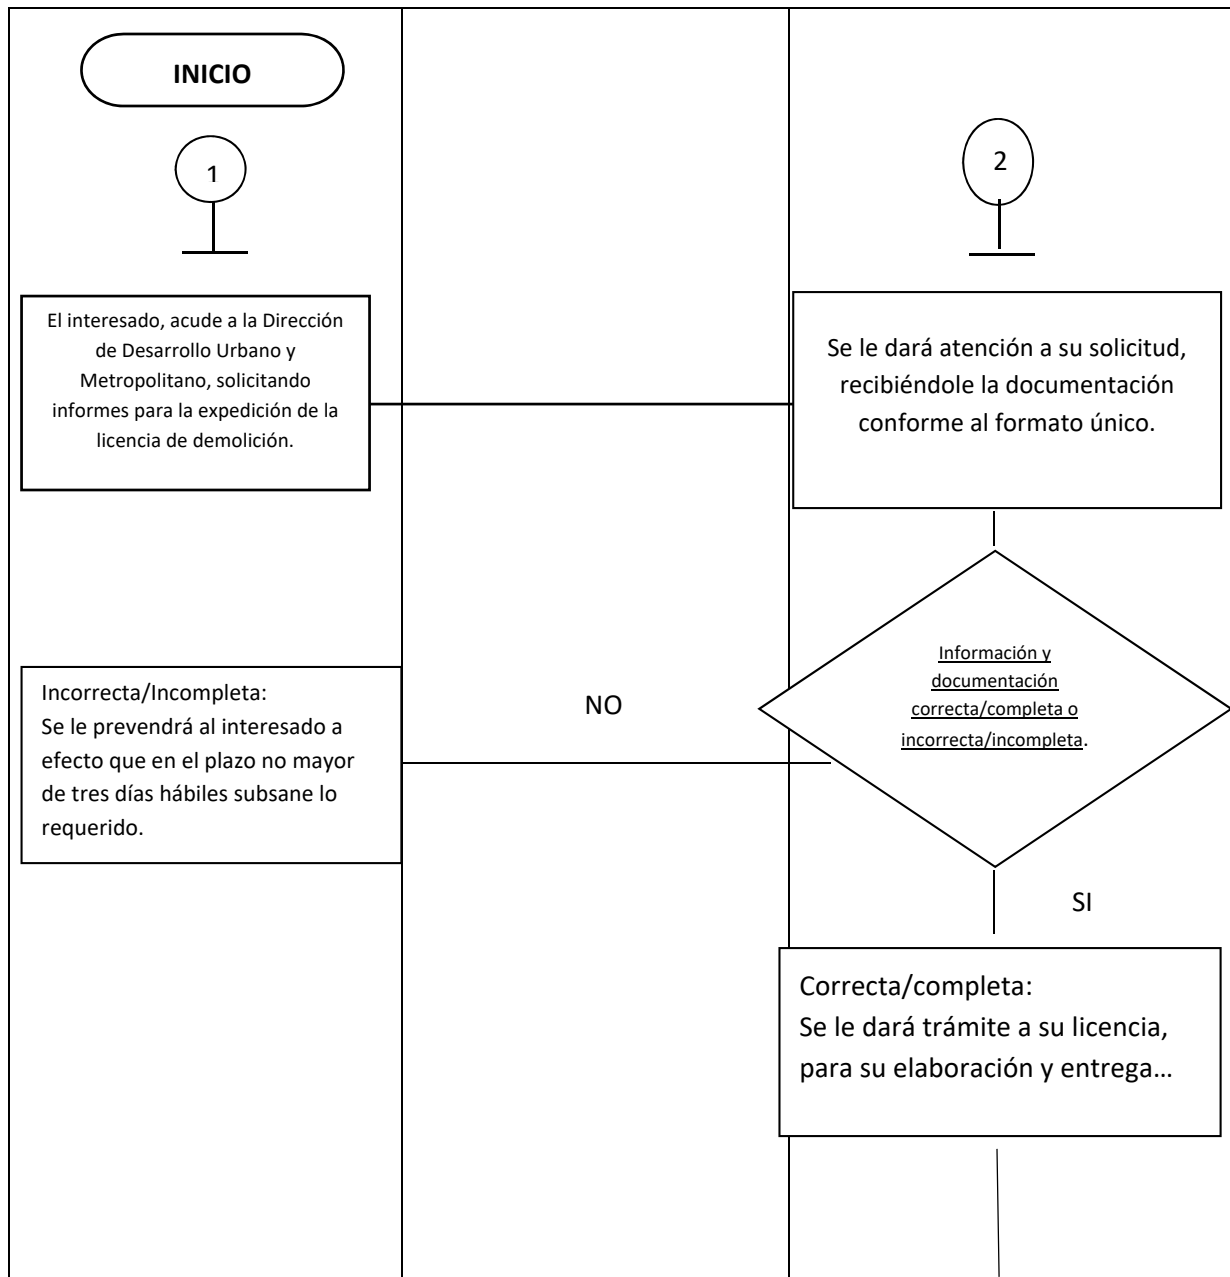 INICIO
1
2
El interesado, acude a la Dirección
de Desarrollo Urbano y
Metropolitano, solicitando
informes para la expedición de la
licencia de demolición.
Se le dará atención a su solicitud,
recibiéndole la documentación
conforme al formato único.
Información y
documentación
correcta/completa o
incorrecta/incompleta.
NO
Incorrecta/Incompleta:
Se le prevendrá al interesado a
efecto que en el plazo no mayor
de tres días hábiles subsane lo
requerido.
SI
Correcta/completa:
Se le dará trámite a su licencia,
para su elaboración y entrega…